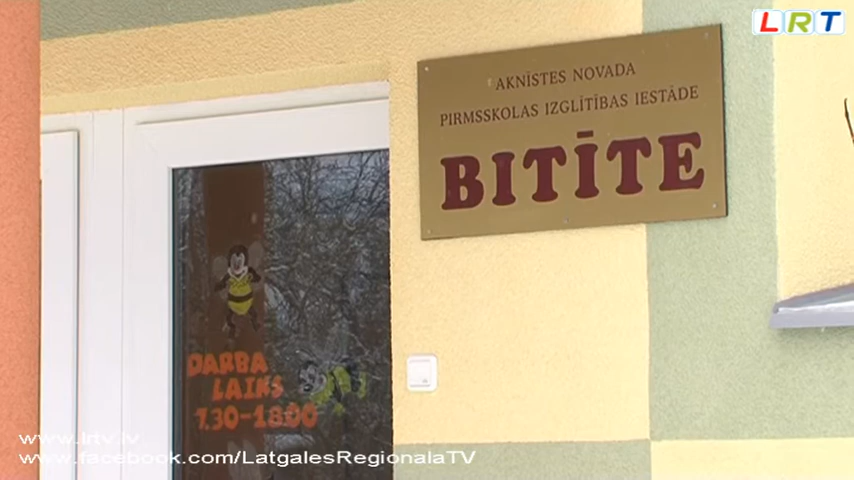 LRT
AKNĪSTES NOVADA
PIRMSSKOLAS IZGLĪTĪBAS IESTĀDE
BITĪTE
DARBA
LAIKS
7.30-18.00
www.lrtv.lv
www.facebook.com/LatgalesRegionalaTV